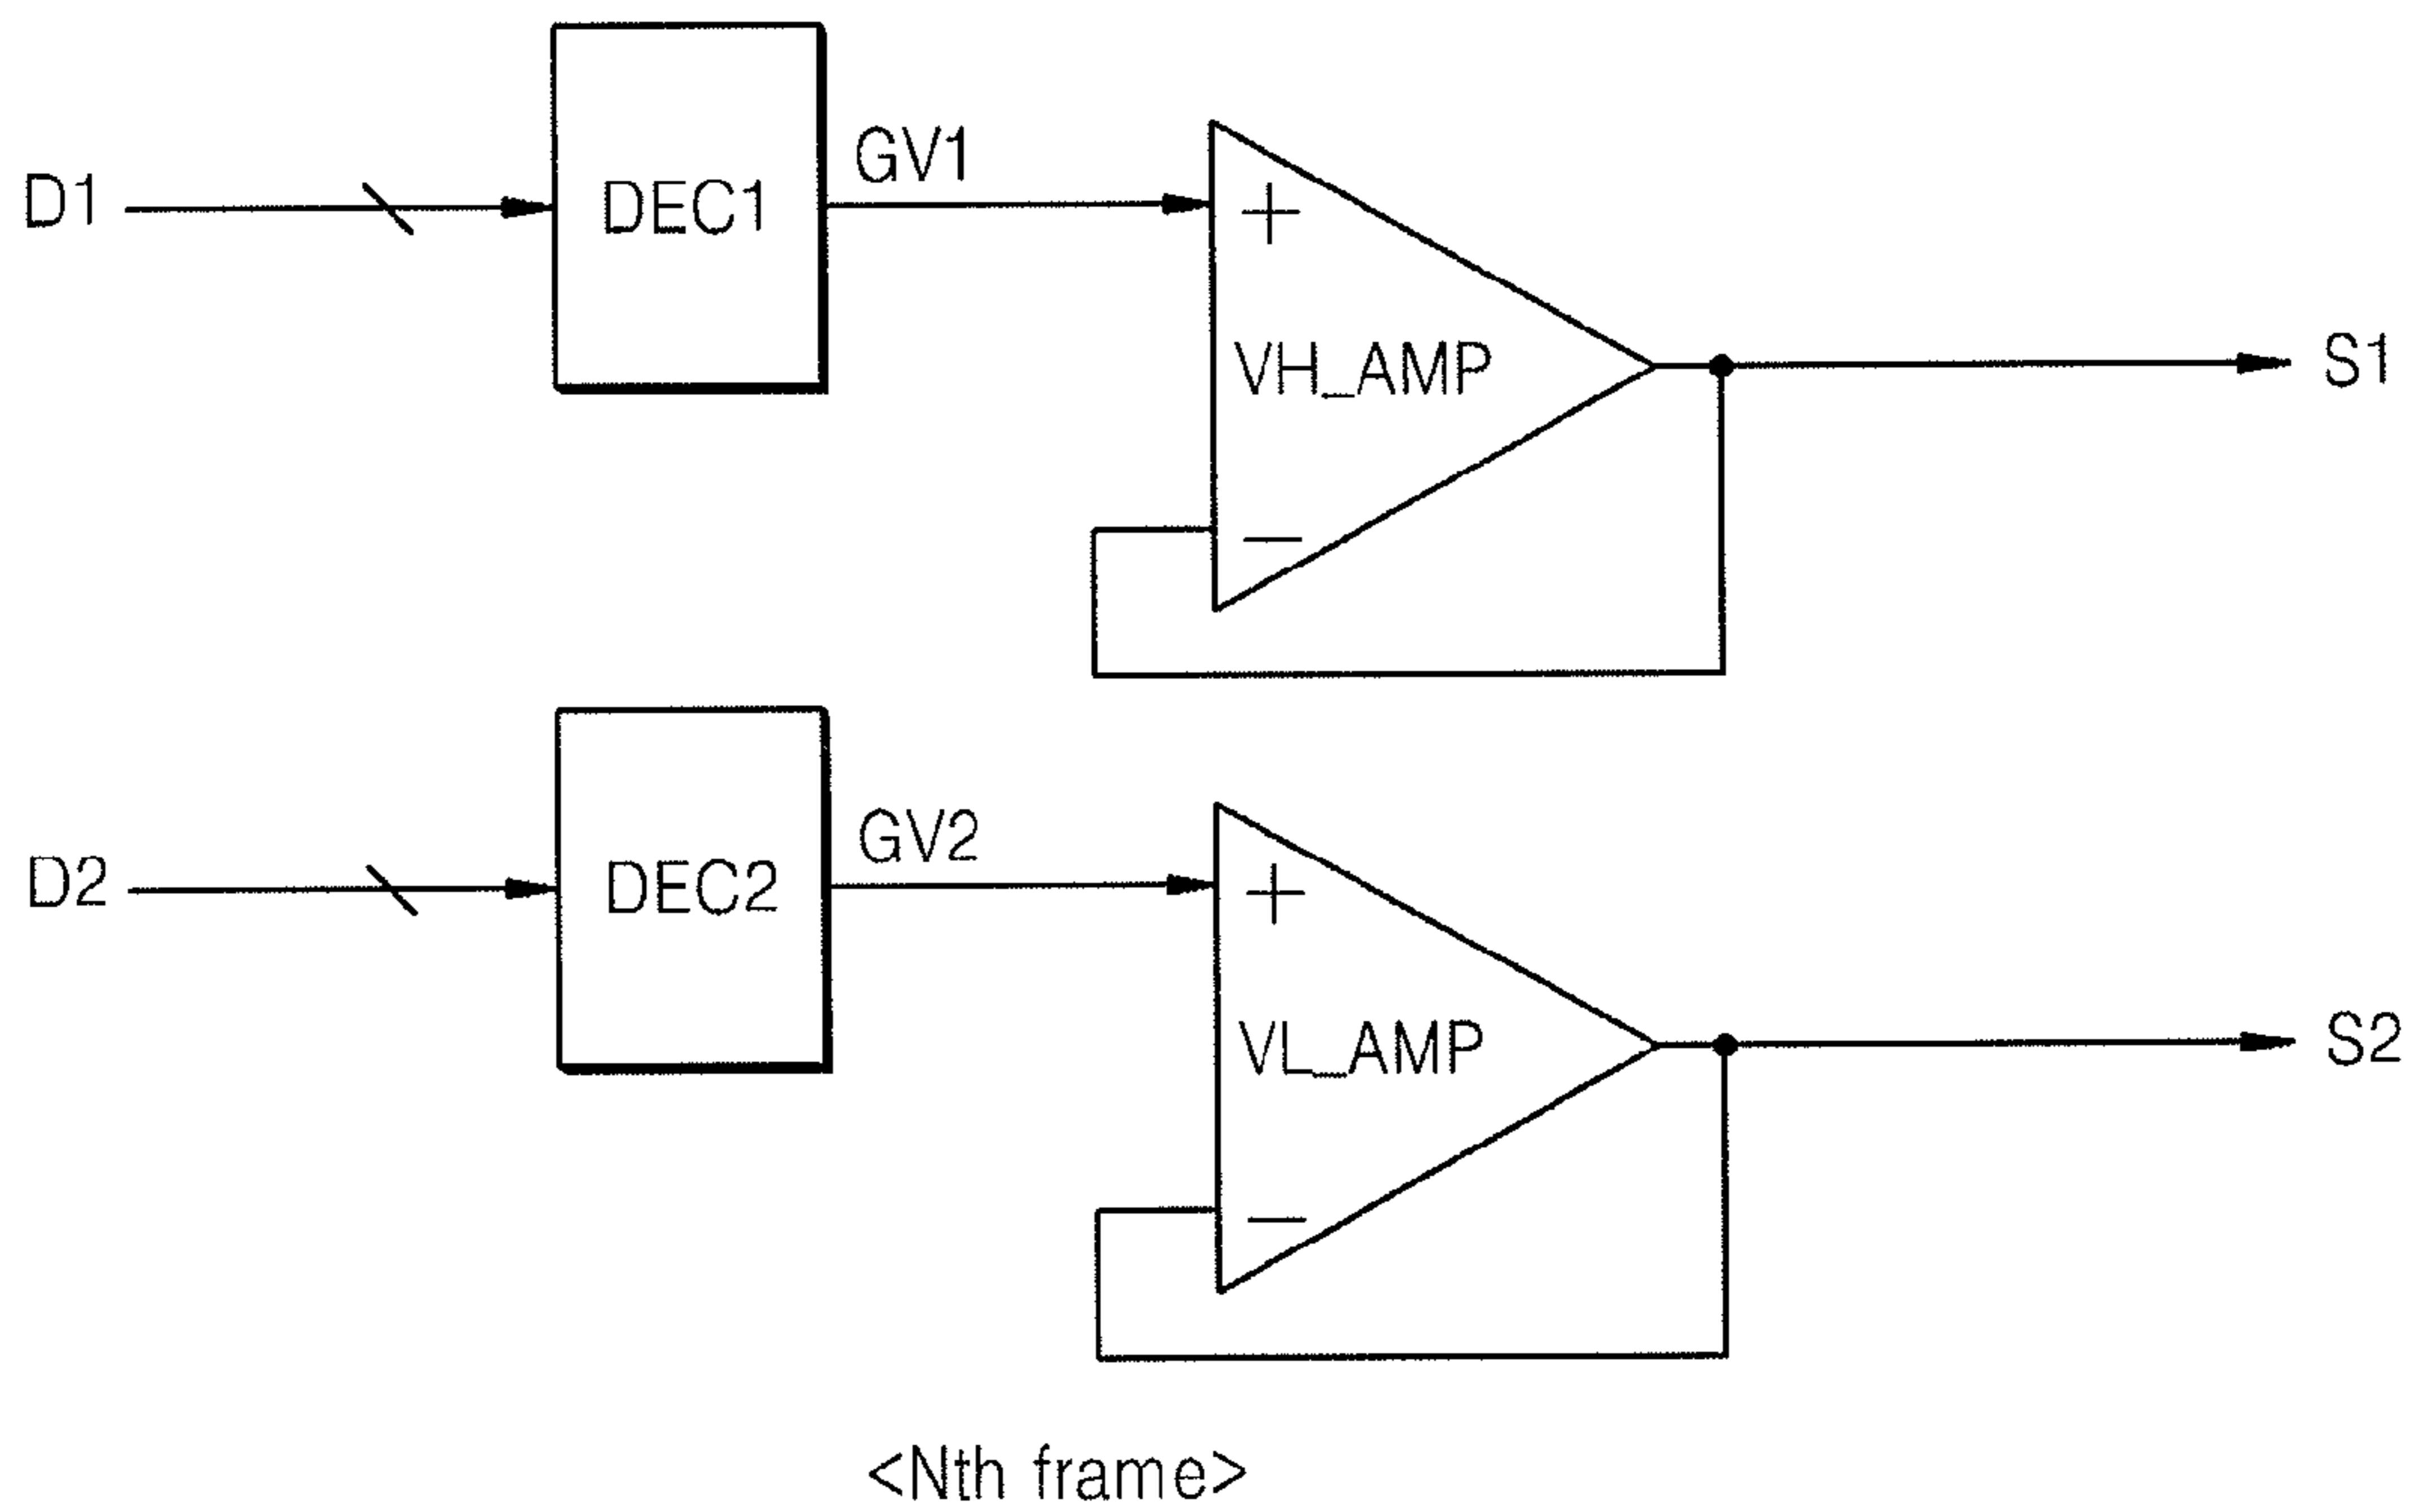 D1
DEC1
GV1
+
VH_AMP
−
S1
D2
DEC2
GV2
+
VL_AMP
−
S2
<Nth frame>